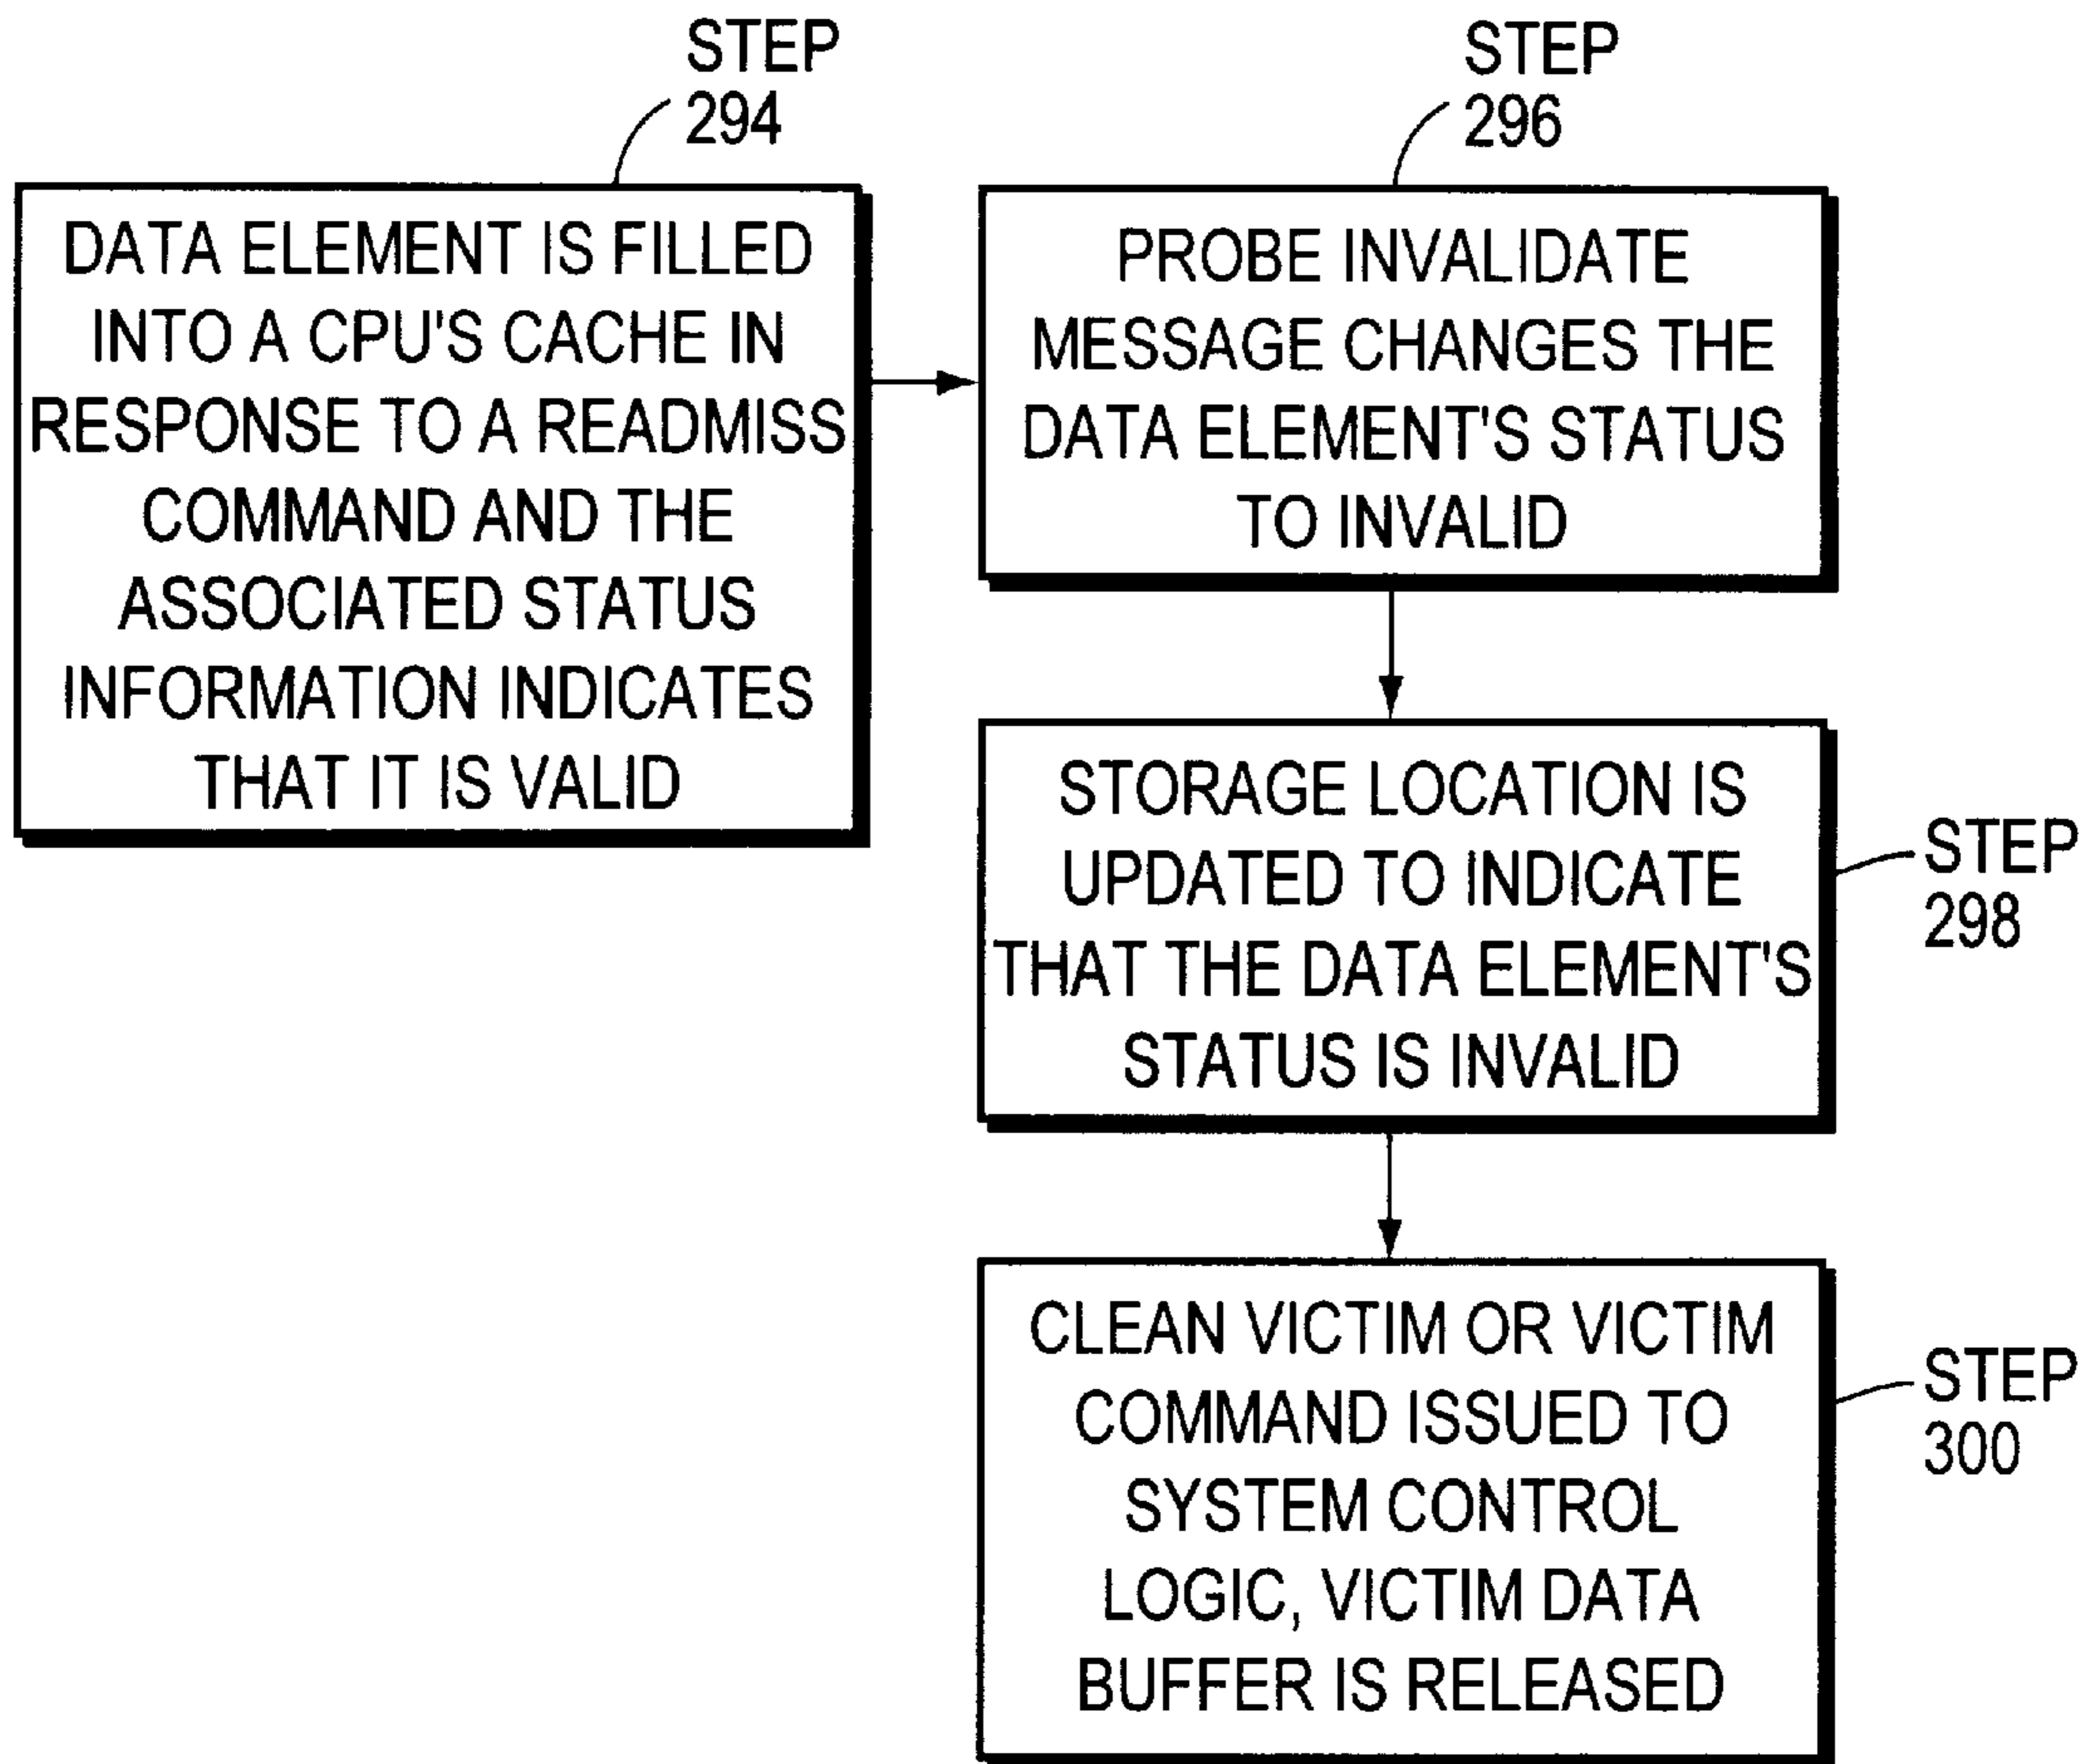 STEP
294
DATA ELEMENT IS FILLED
INTO A CPU'S CACHE IN
RESPONSE TO A READMISS
COMMAND AND THE
ASSOCIATED STATUS
INFORMATION INDICATES
THAT IT IS VALID
STEP
296
PROBE INVALIDATE
MESSAGE CHANGES THE
DATA ELEMENT'S STATUS
TO INVALID
STORAGE LOCATION IS
UPDATED TO INDICATE
THAT THE DATA ELEMENT'S
STATUS IS INVALID
STEP
298
CLEAN VICTIM OR VICTIM
COMMAND ISSUED TO
SYSTEM CONTROL
LOGIC, VICTIM DATA
BUFFER IS RELEASED
STEP
300